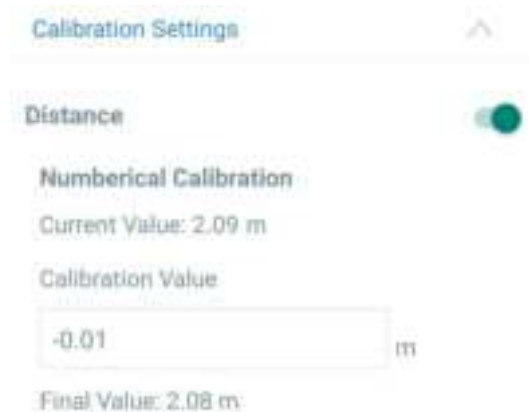 Calibration Settings
Distance
Numberical Calibration
Current Value: 2.09 m
Calibration Value
-0.01
m
Final Value: 2.08 m